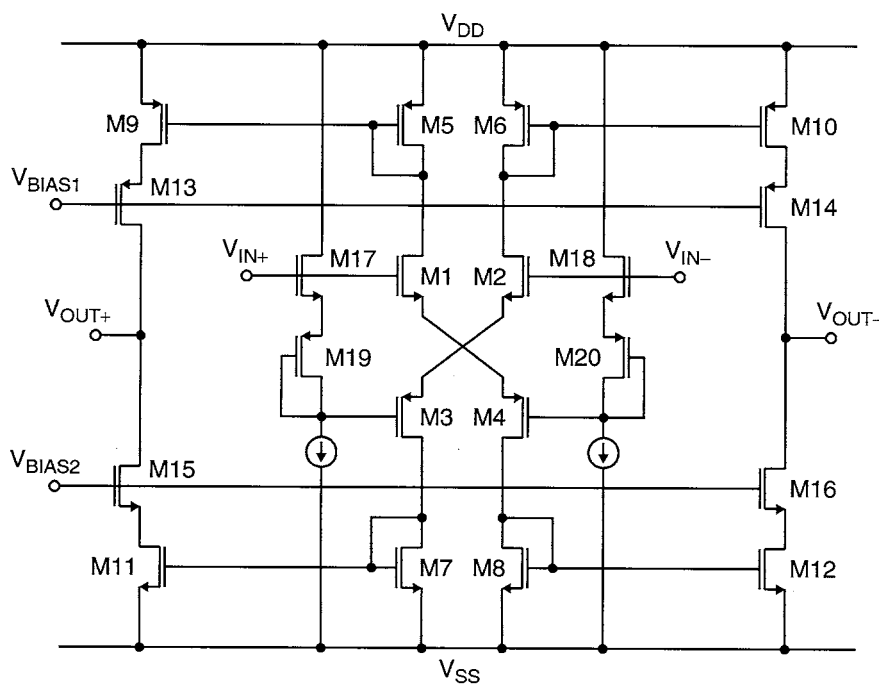 V_DD
M9 M5 M6 M10
V_BIAS1 M13 M14
V_IN+ M17 M1 M2 M18 V_IN−
V_OUT+ M19 M20 V_OUT−
M3 M4
V_BIAS2 M15 M16
M11 M7 M8 M12
V_SS